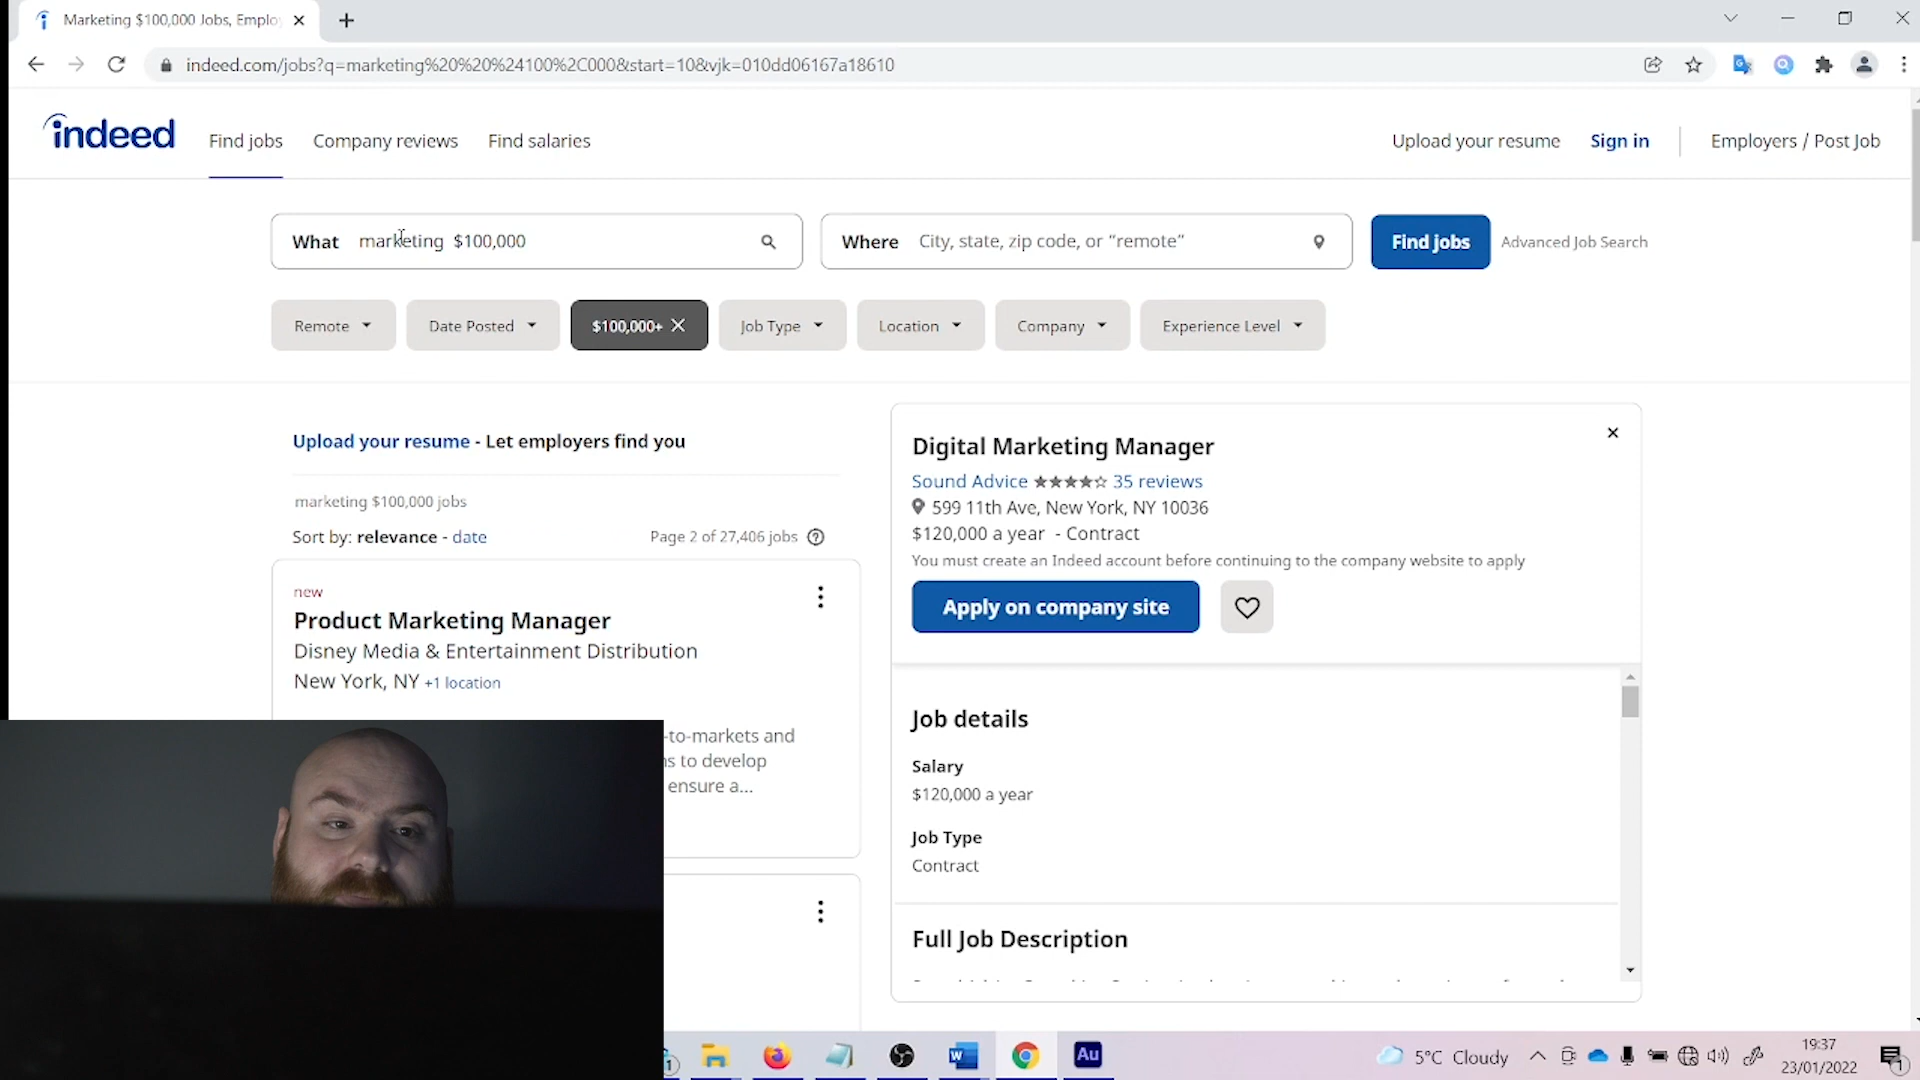 Marketing $100,000 Jobs, Emplo
indeed.com/jobs?q=marketing%20%20%24100%2C000&start=10&vjk=010dd06167a18610
indeed
Find jobs
Company reviews
Find salaries
Upload your resume
Sign in
Employers / Post Job
What marketing $100,000
Where City, state, zip code, or “remote”
Find jobs
Advanced Job Search
Remote
Date Posted
$100,000+
Job Type
Location
Company
Experience Level
Upload your resume - Let employers find you
marketing $100,000 jobs
Sort by: relevance - date
Page 2 of 27,406 jobs
new
Product Marketing Manager
Disney Media & Entertainment Distribution
New York, NY +1 location
-to-markets and
to develop
ensure a...
Digital Marketing Manager
Sound Advice 35 reviews
599 11th Ave, New York, NY 10036
$120,000 a year - Contract
You must create an Indeed account before continuing to the company website to apply
Apply on company site
Job details
Salary
$120,000 a year
Job Type
Contract
Full Job Description
W
Au
5°C Cloudy
19:37
23/01/2022
1